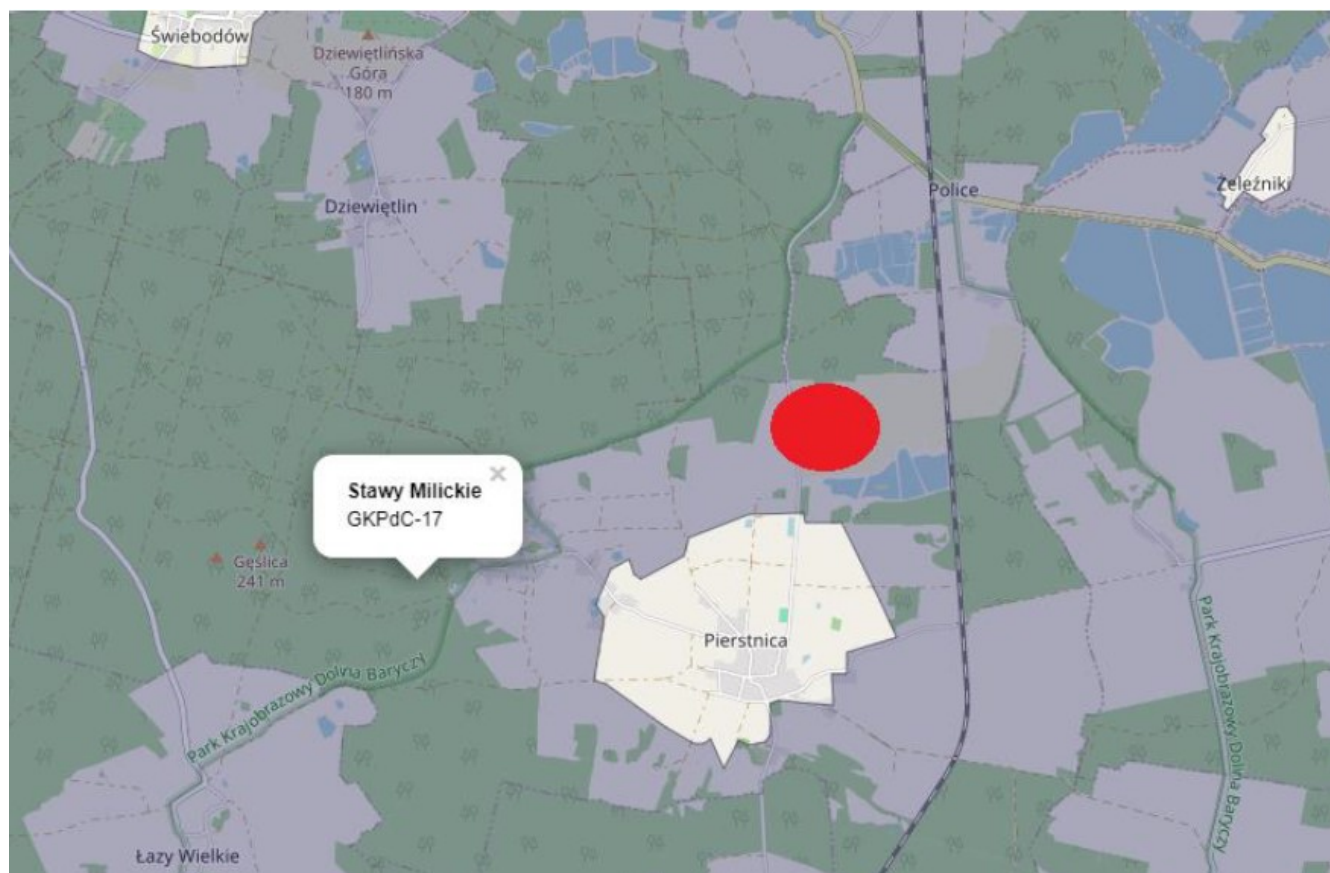 Świebodów
Dziewiętlińska
Góra
180 m
Dziewiętlin
Police
Żeleźniki
Stawy Milickie
GKPdC-17
Gęślica
241 m
Pierstnica
Park Krajobrazowy Dolina Baryczy
Park Krajobrazowy Dolina Baryczy
Łazy Wielkie